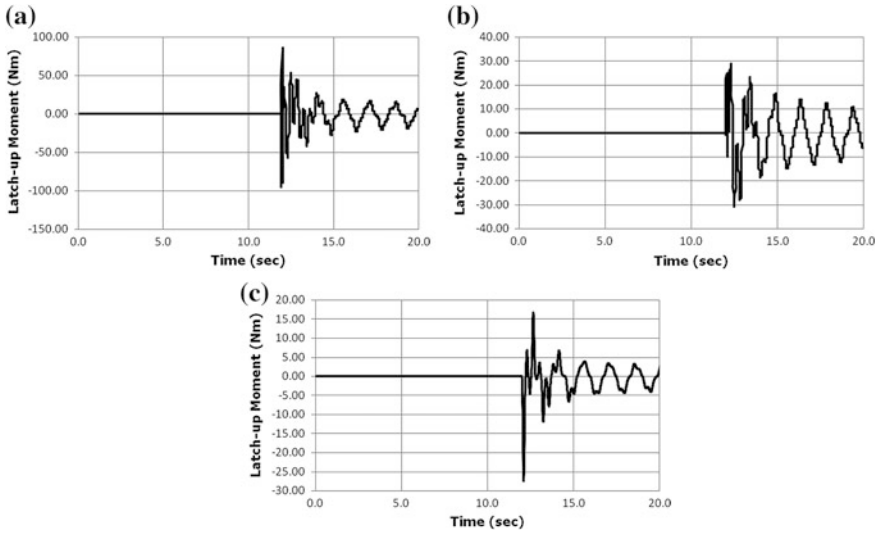 (a)
Latch-up Moment (Nm)
100.00
50.00
0.00
-50.00
-100.00
-150.00
0.0 5.0 10.0 15.0 20.0
Time (sec)
(b)
Latch-up Moment (Nm)
40.00
30.00
20.00
10.00
0.00
-10.00
-20.00
-30.00
-40.00
0.0 5.0 10.0 15.0 20.0
Time (sec)
(c)
Latch-up Moment (Nm)
20.00
15.00
10.00
5.00
0.00
-5.00
-10.00
-15.00
-20.00
-25.00
-30.00
0.0 5.0 10.0 15.0 20.0
Time (sec)